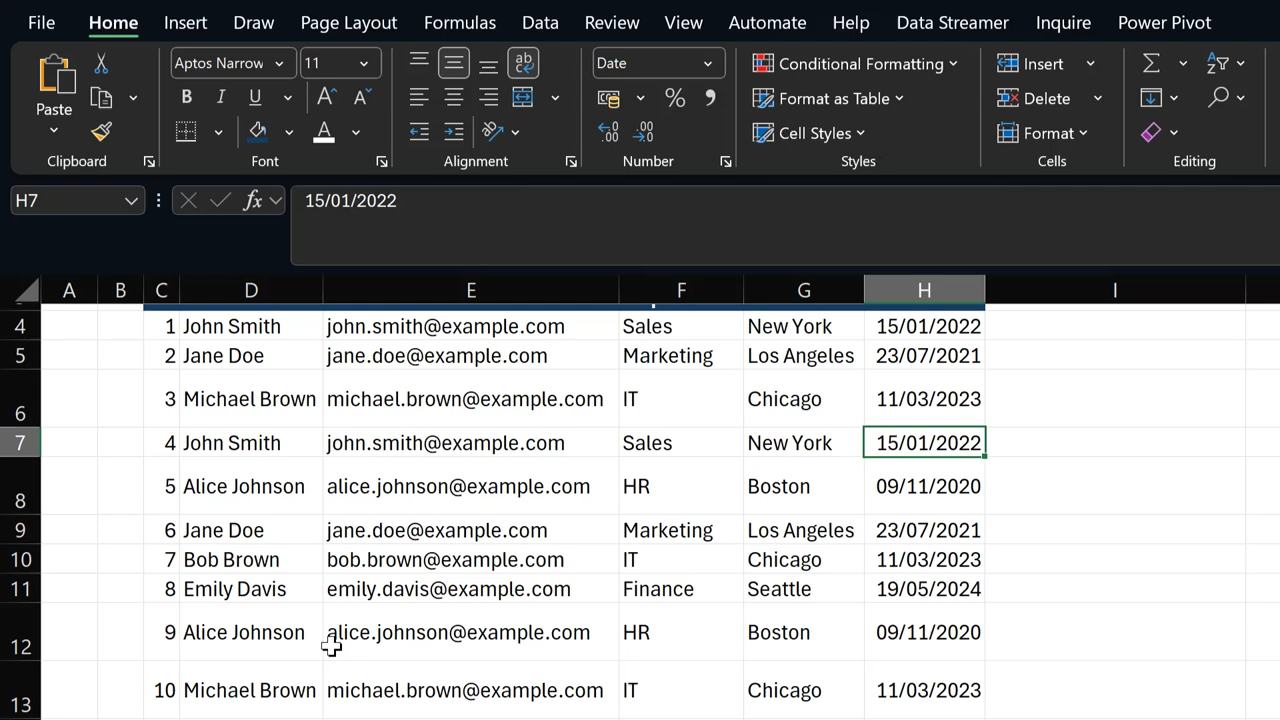 File Home Insert Draw Page Layout Formulas Data Review View Automate Help Data Streamer Inquire Power Pivot
Aptos Narrow 11 ab Date Conditional Formatting Insert
Paste B I U A A % Format as Table Delete
A Cell Styles Format
Clipboard Font Alignment Number Styles Cells Editing
H7 fx 15/01/2022
A B C D E F G H I
4 1 John Smith john.smith@example.com Sales New York 15/01/2022
5 2 Jane Doe jane.doe@example.com Marketing Los Angeles 23/07/2021
6 3 Michael Brown michael.brown@example.com IT Chicago 11/03/2023
7 4 John Smith john.smith@example.com Sales New York 15/01/2022
8 5 Alice Johnson alice.johnson@example.com HR Boston 09/11/2020
9 6 Jane Doe jane.doe@example.com Marketing Los Angeles 23/07/2021
10 7 Bob Brown bob.brown@example.com IT Chicago 11/03/2023
11 8 Emily Davis emily.davis@example.com Finance Seattle 19/05/2024
12 9 Alice Johnson alice.johnson@example.com HR Boston 09/11/2020
13 10 Michael Brown michael.brown@example.com IT Chicago 11/03/2023